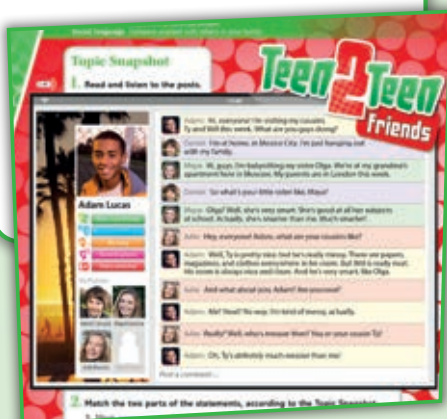 Social language
Topic Snapshot
1. Read and listen to the posts.
Teen2Teen
Friends
Adam Lucas
Adam: Hi, everyone! I'm visiting my cousins,
Ty and Will this week. What are you guys doing?
Daniel: I'm at home, in Mexico City. I'm just hanging out
with my family.
Maya: Hi, guys. I'm babysitting my sister Olga. We're at my grandma's
apartment here in Moscow. My parents are in London this week.
Daniel: So what's your little sister like, Maya?
Maya: Olga? Well, she's very smart. She's good at all her subjects
at school. Actually, she's smarter than me. Much smarter!
Julie: Hey, everyone! Adam, what are your cousins like?
Adam: Well, Ty is pretty nice, but he's really messy. There are papers,
magazines, and clothes everywhere in his room. But Will is really neat.
His room is always nice and clean. And he's very smart, like Olga.
Julie: And what about you, Adam? Are you neat?
Adam: Me? Neat? No way. I'm kind of messy, actually.
Julie: Really? Well, who's messier then? You or your cousin Ty?
Adam: Oh, Ty's definitely much messier than me!
Post a comment...
2. Match the two parts of the statements, according to the Topic Snapshot.